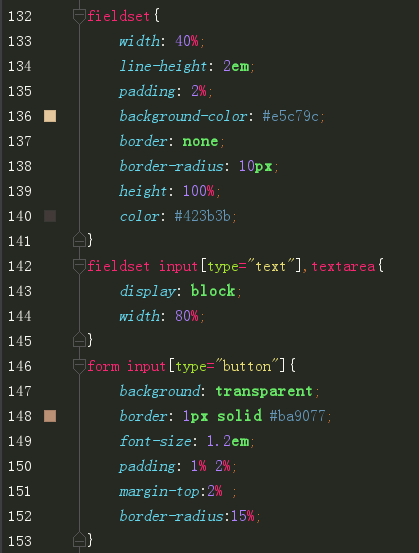 132 fieldset{
133 width: 40%;
134 line-height: 2em;
135 padding: 2%;
136 background-color: #e5c79c;
137 border: none;
138 border-radius: 10px;
139 height: 100%;
140 color: #423b3b;
141 }
142 fieldset input[type="text"],textarea{
143 display: block;
144 width: 80%;
145 }
146 form input[type="button"]{
147 background: transparent;
148 border: 1px solid #ba9077;
149 font-size: 1.2em;
150 padding: 1% 2%;
151 margin-top:2% ;
152 border-radius:15%;
153 }